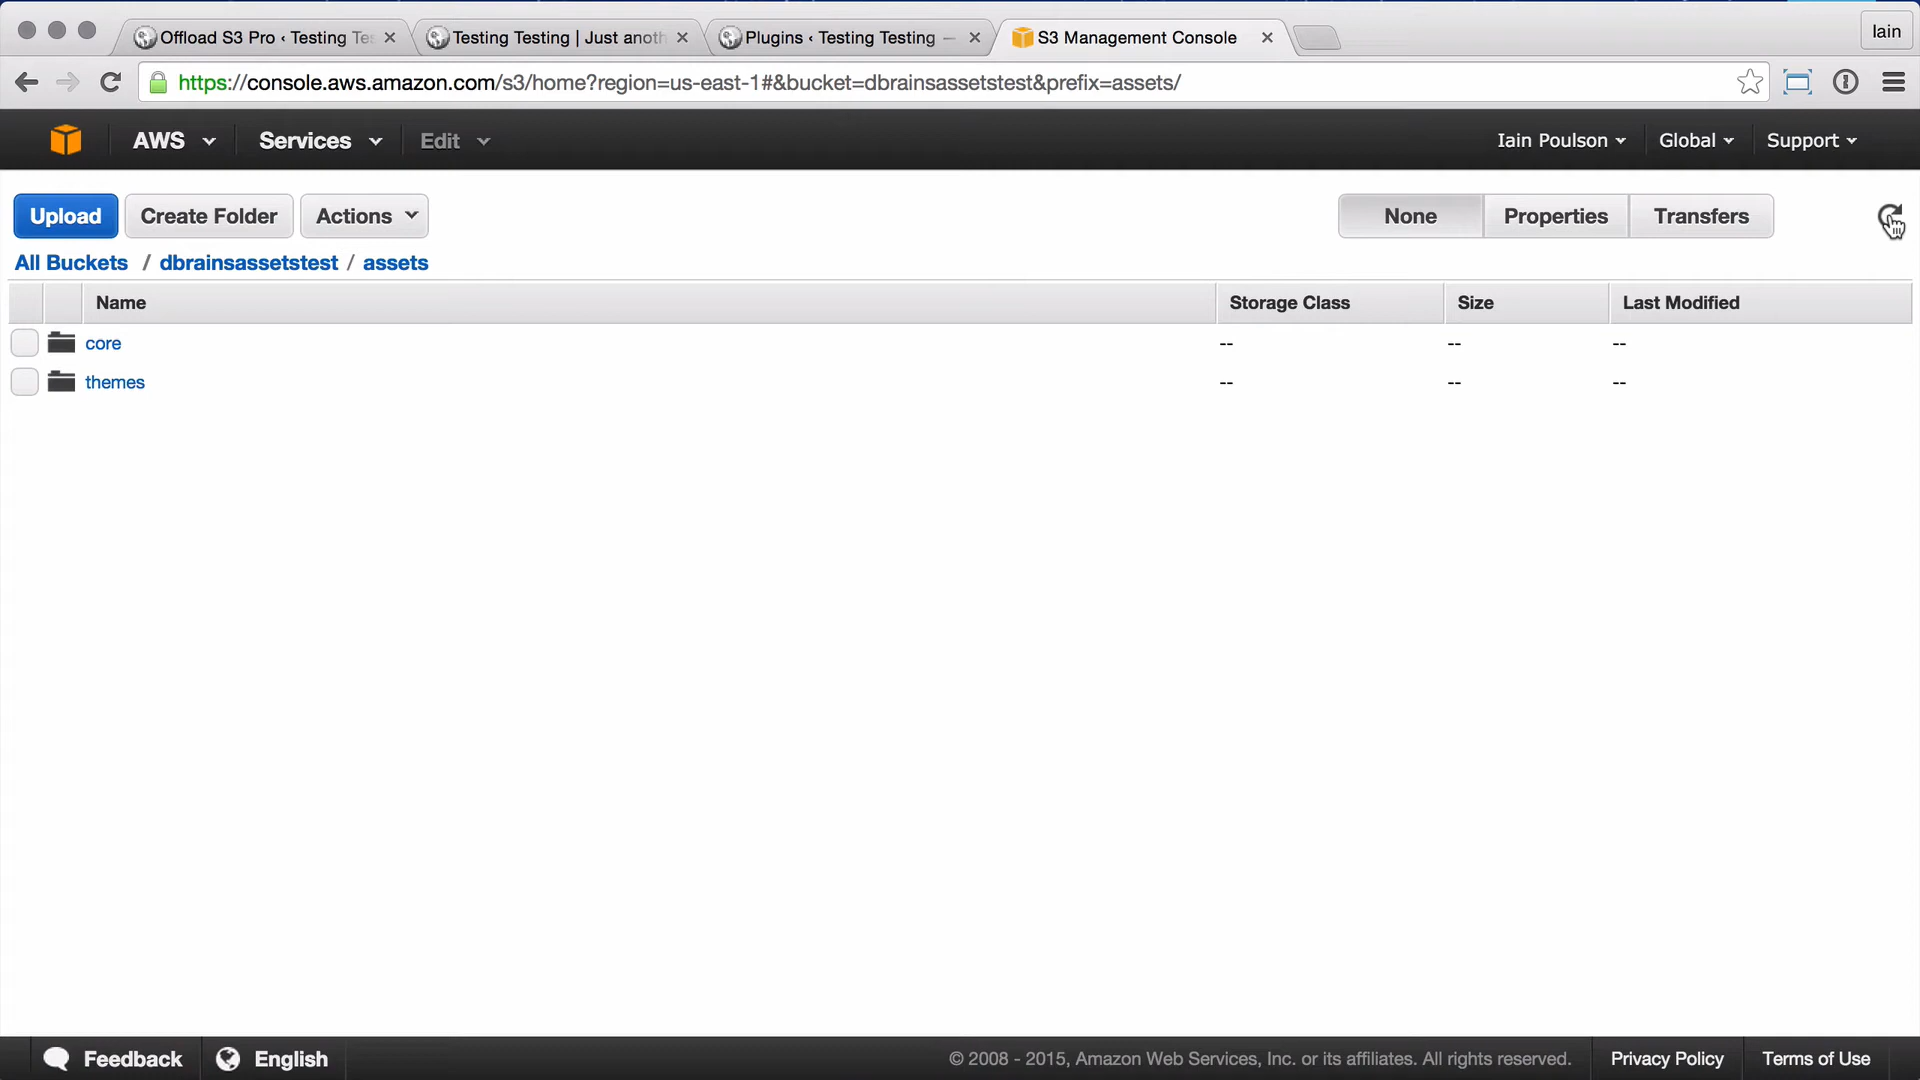 Offload S3 Pro ‹ Testing Te
Testing Testing | Just anoth
Plugins ‹ Testing Testing —
S3 Management Console
Iain
https://console.aws.amazon.com/s3/home?region=us-east-1#&bucket=dbrainsassetstest&prefix=assets/
AWS
Services
Edit
Iain Poulson
Global
Support
Upload
Create Folder
Actions
None
Properties
Transfers
All Buckets / dbrainsassetstest / assets
Name
Storage Class
Size
Last Modified
core -- -- --
themes -- -- --
Feedback
English
© 2008 - 2015, Amazon Web Services, Inc. or its affiliates. All rights reserved.
Privacy Policy
Terms of Use